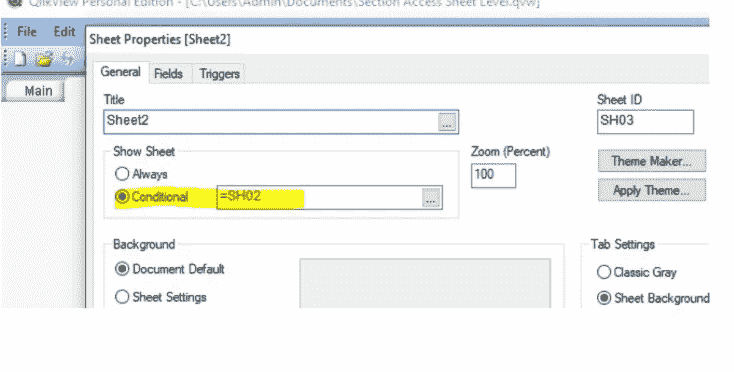 QlikView Personal Edition - [C:\Users\Admin\Documents\Section Access Sheet Level.qvw]
File Edit
Sheet Properties [Sheet2]
General Fields Triggers
Main
Title Sheet ID
Sheet2 ... SH03
Show Sheet Zoom (Percent)
Always 100 Theme Maker...
Conditional =SH02 ... Apply Theme...
Background Tab Settings
Document Default Classic Gray
Sheet Settings Sheet Background